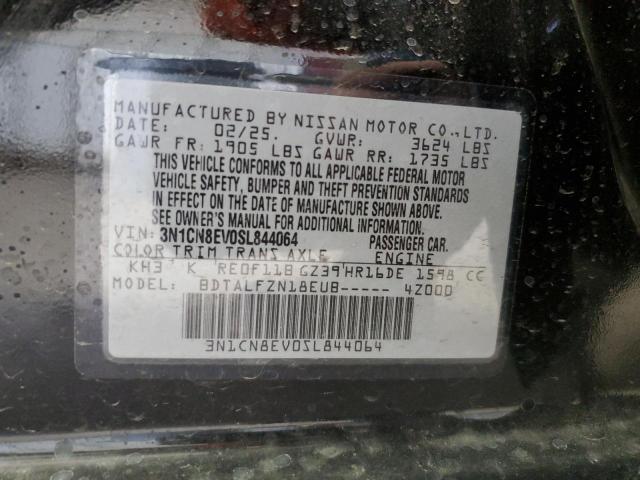 MANUFACTURED BY NISSAN MOTOR CO.,LTD.
DATE: 02/25. GVWR: 3624 LBS
GAWR FR: 1905 LBS GAWR RR: 1735 LBS
THIS VEHICLE CONFORMS TO ALL APPLICABLE FEDERAL MOTOR
VEHICLE SAFETY, BUMPER AND THEFT PREVENTION STANDARDS
IN EFFECT ON THE DATE OF MANUFACTURE SHOWN ABOVE.
SEE OWNER'S MANUAL FOR ADDITIONAL INFORMATION.
VIN: 3N1CN8EV0SL844064 PASSENGER CAR.
COLOR TRIM TRANS AXLE ENGINE
KH3 K RE0F11B GZ39 HR16DE 1598 CC
MODEL: BDTALFZN18EUB----- 4Z000
3N1CN8EV0SL844064